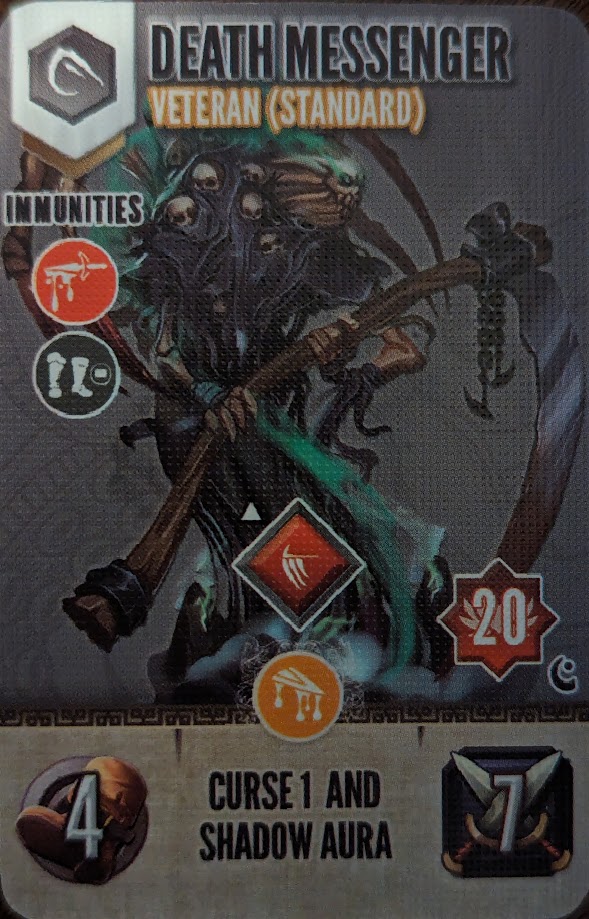 DEATH MESSENGER
VETERAN (STANDARD)
IMMUNITIES
20
4
CURSE 1 AND
SHADOW AURA
7